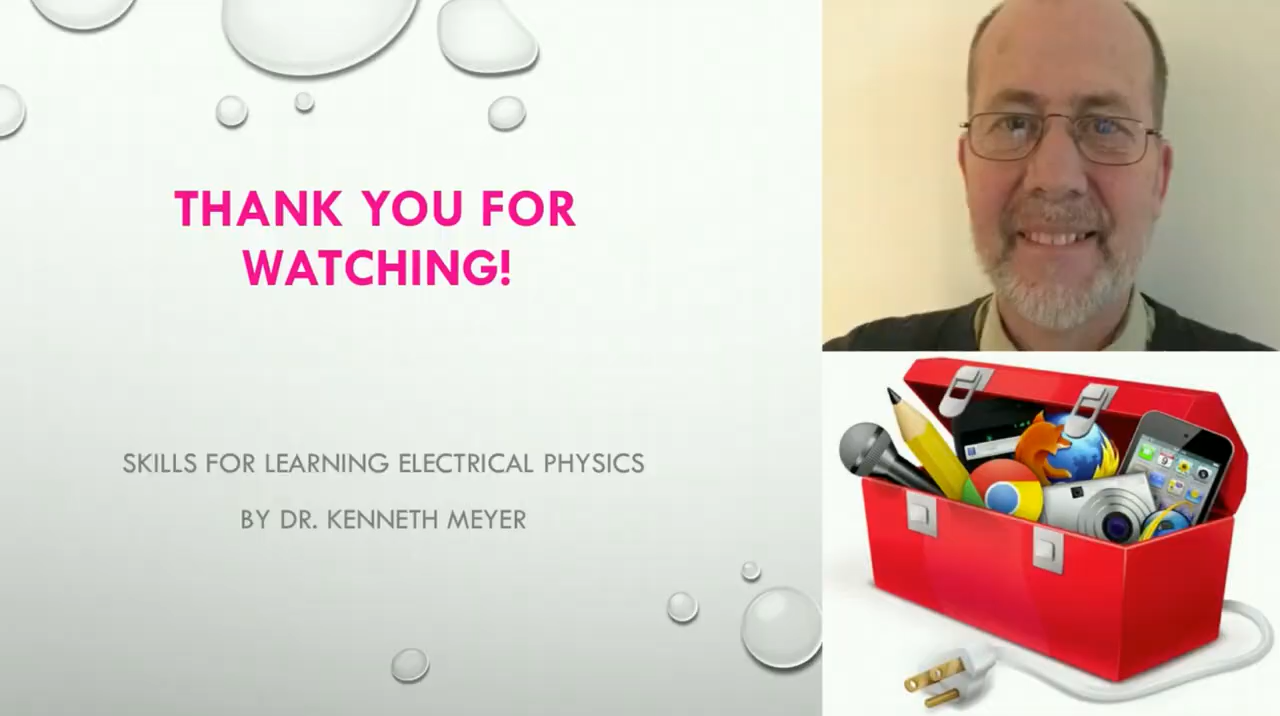 THANK YOU FOR
WATCHING!
SKILLS FOR LEARNING ELECTRICAL PHYSICS
BY DR. KENNETH MEYER